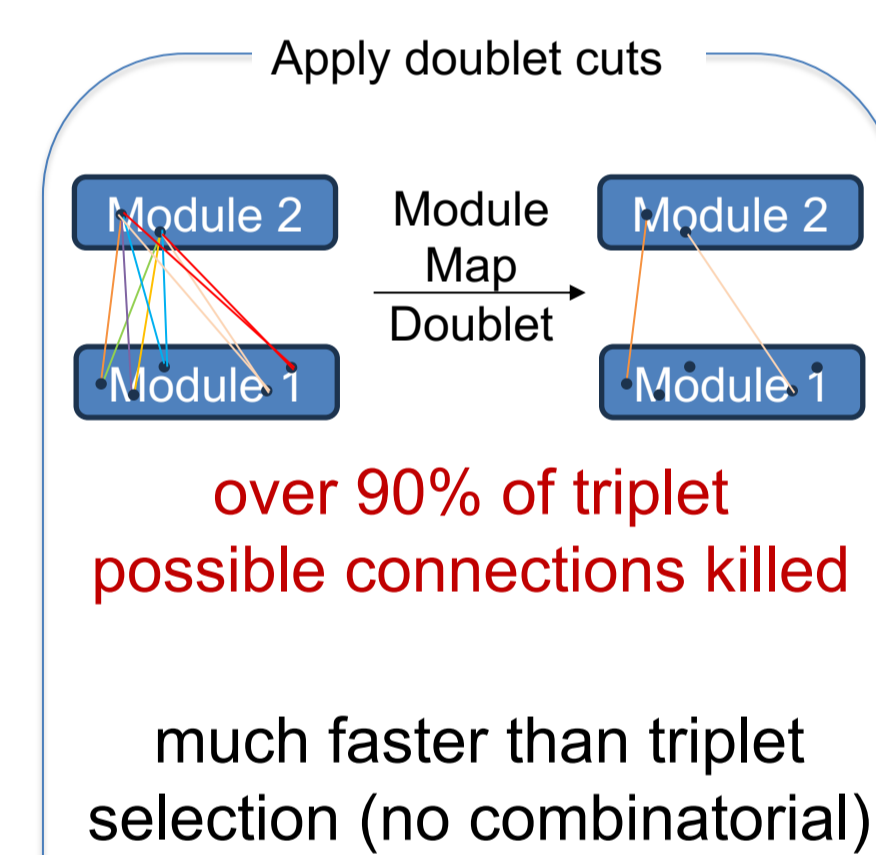 Apply doublet cuts
Module 2
Module
Map
Doublet
Module 2
Module 1
Module 1
over 90% of triplet
possible connections killed
much faster than triplet
selection (no combinatorial)